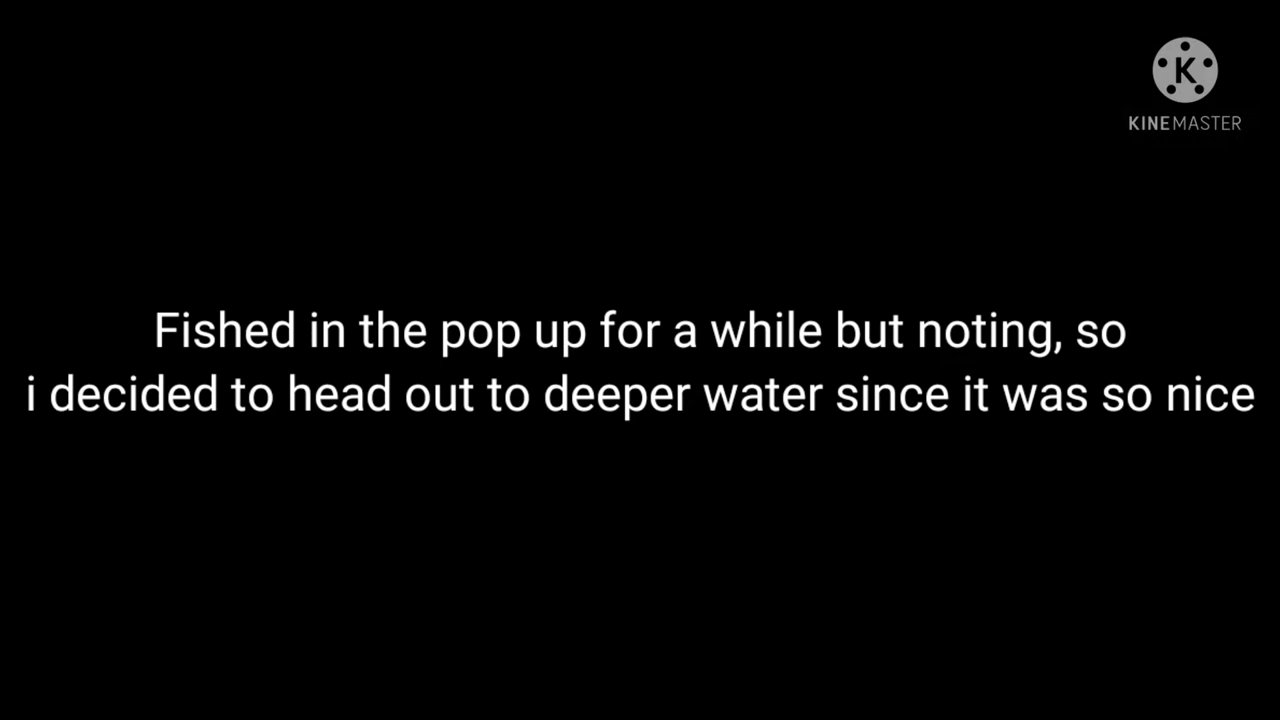 K
KINEMASTER
Fished in the pop up for a while but noting, so
i decided to head out to deeper water since it was so nice